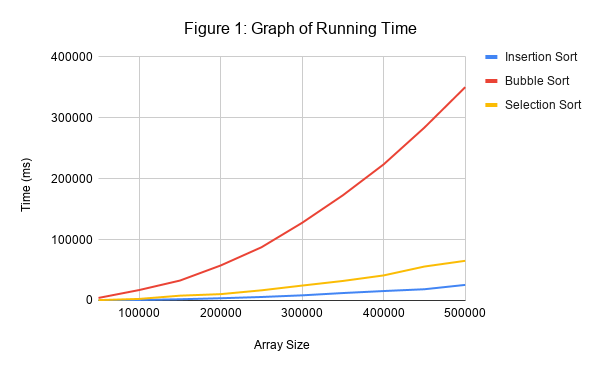 Figure 1: Graph of Running Time
Insertion Sort
Bubble Sort
Selection Sort
Time (ms)
400000
300000
200000
100000
0
100000
200000
300000
400000
500000
Array Size